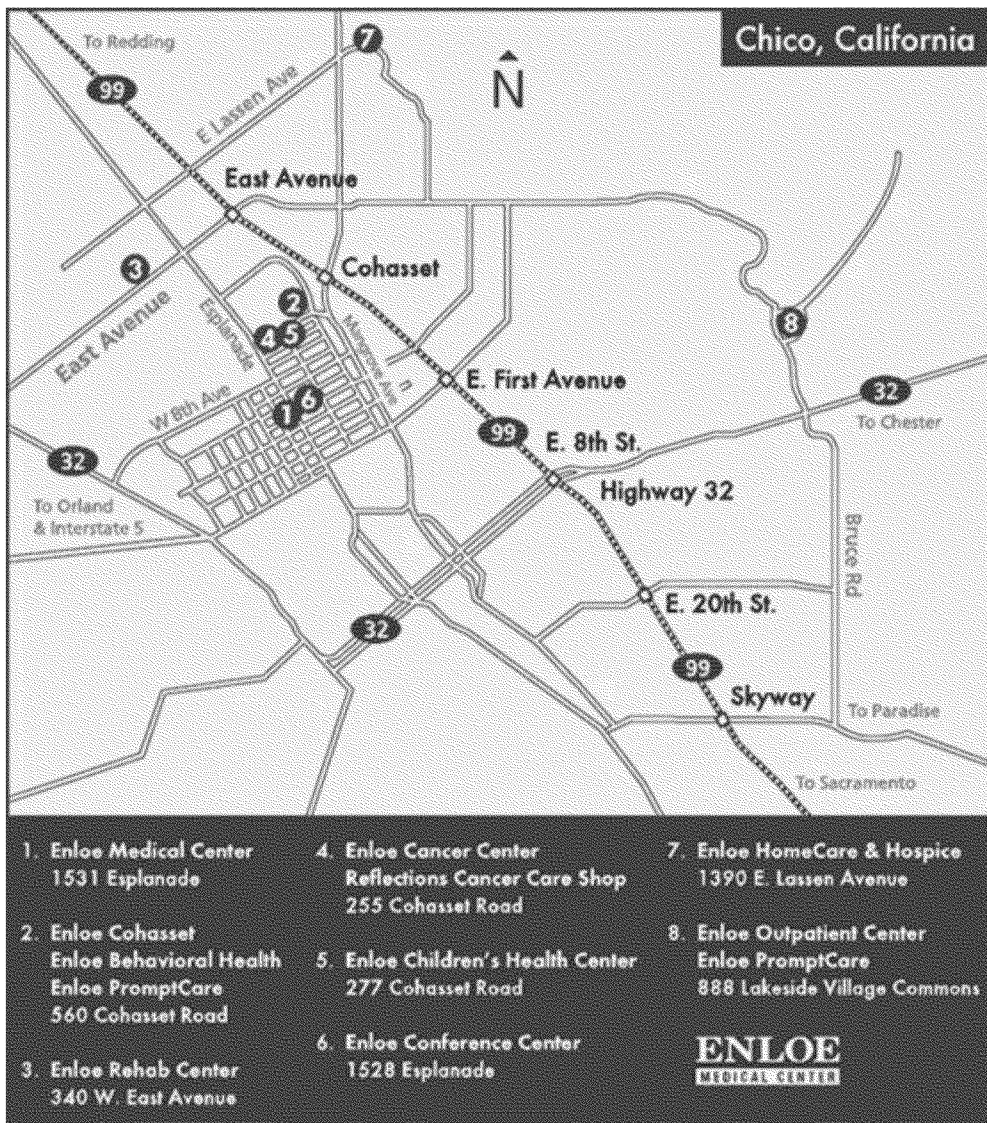 Chico, California
To Redding
7
N
99
E Lassen Ave
East Avenue
3
Cohasset
2
Esplanade
4 5
Mangrove Ave
8
East Avenue
E. First Avenue
W 8th Ave
6
1
32
99
To Chester
E. 8th St.
32
Highway 32
To Orland
& Interstate 5
Bruce Rd
E. 20th St.
32
99
Skyway
To Paradise
To Sacramento
1. Enloe Medical Center
1531 Esplanade
2. Enloe Cohasset
Enloe Behavioral Health
Enloe PromptCare
560 Cohasset Road
3. Enloe Rehab Center
340 W. East Avenue
4. Enloe Cancer Center
Reflections Cancer Care Shop
255 Cohasset Road
5. Enloe Children's Health Center
277 Cohasset Road
6. Enloe Conference Center
1528 Esplanade
7. Enloe HomeCare & Hospice
1390 E. Lassen Avenue
8. Enloe Outpatient Center
Enloe PromptCare
888 Lakeside Village Commons
ENLOE
MEDICAL CENTER